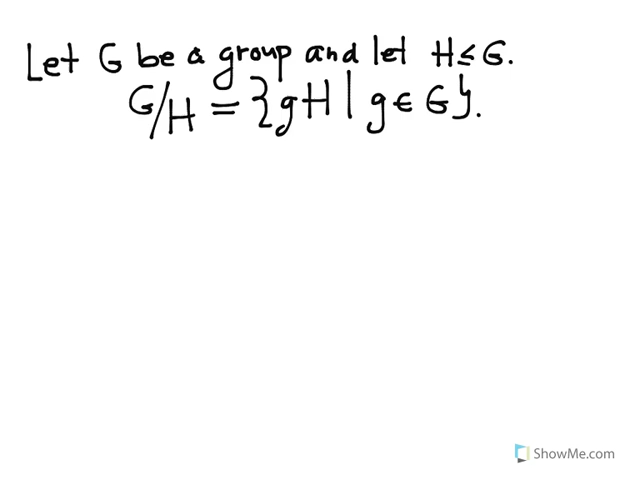 Let G be a group and let H ≤ G.
G/H = {gH | g ∈ G}.
ShowMe.com